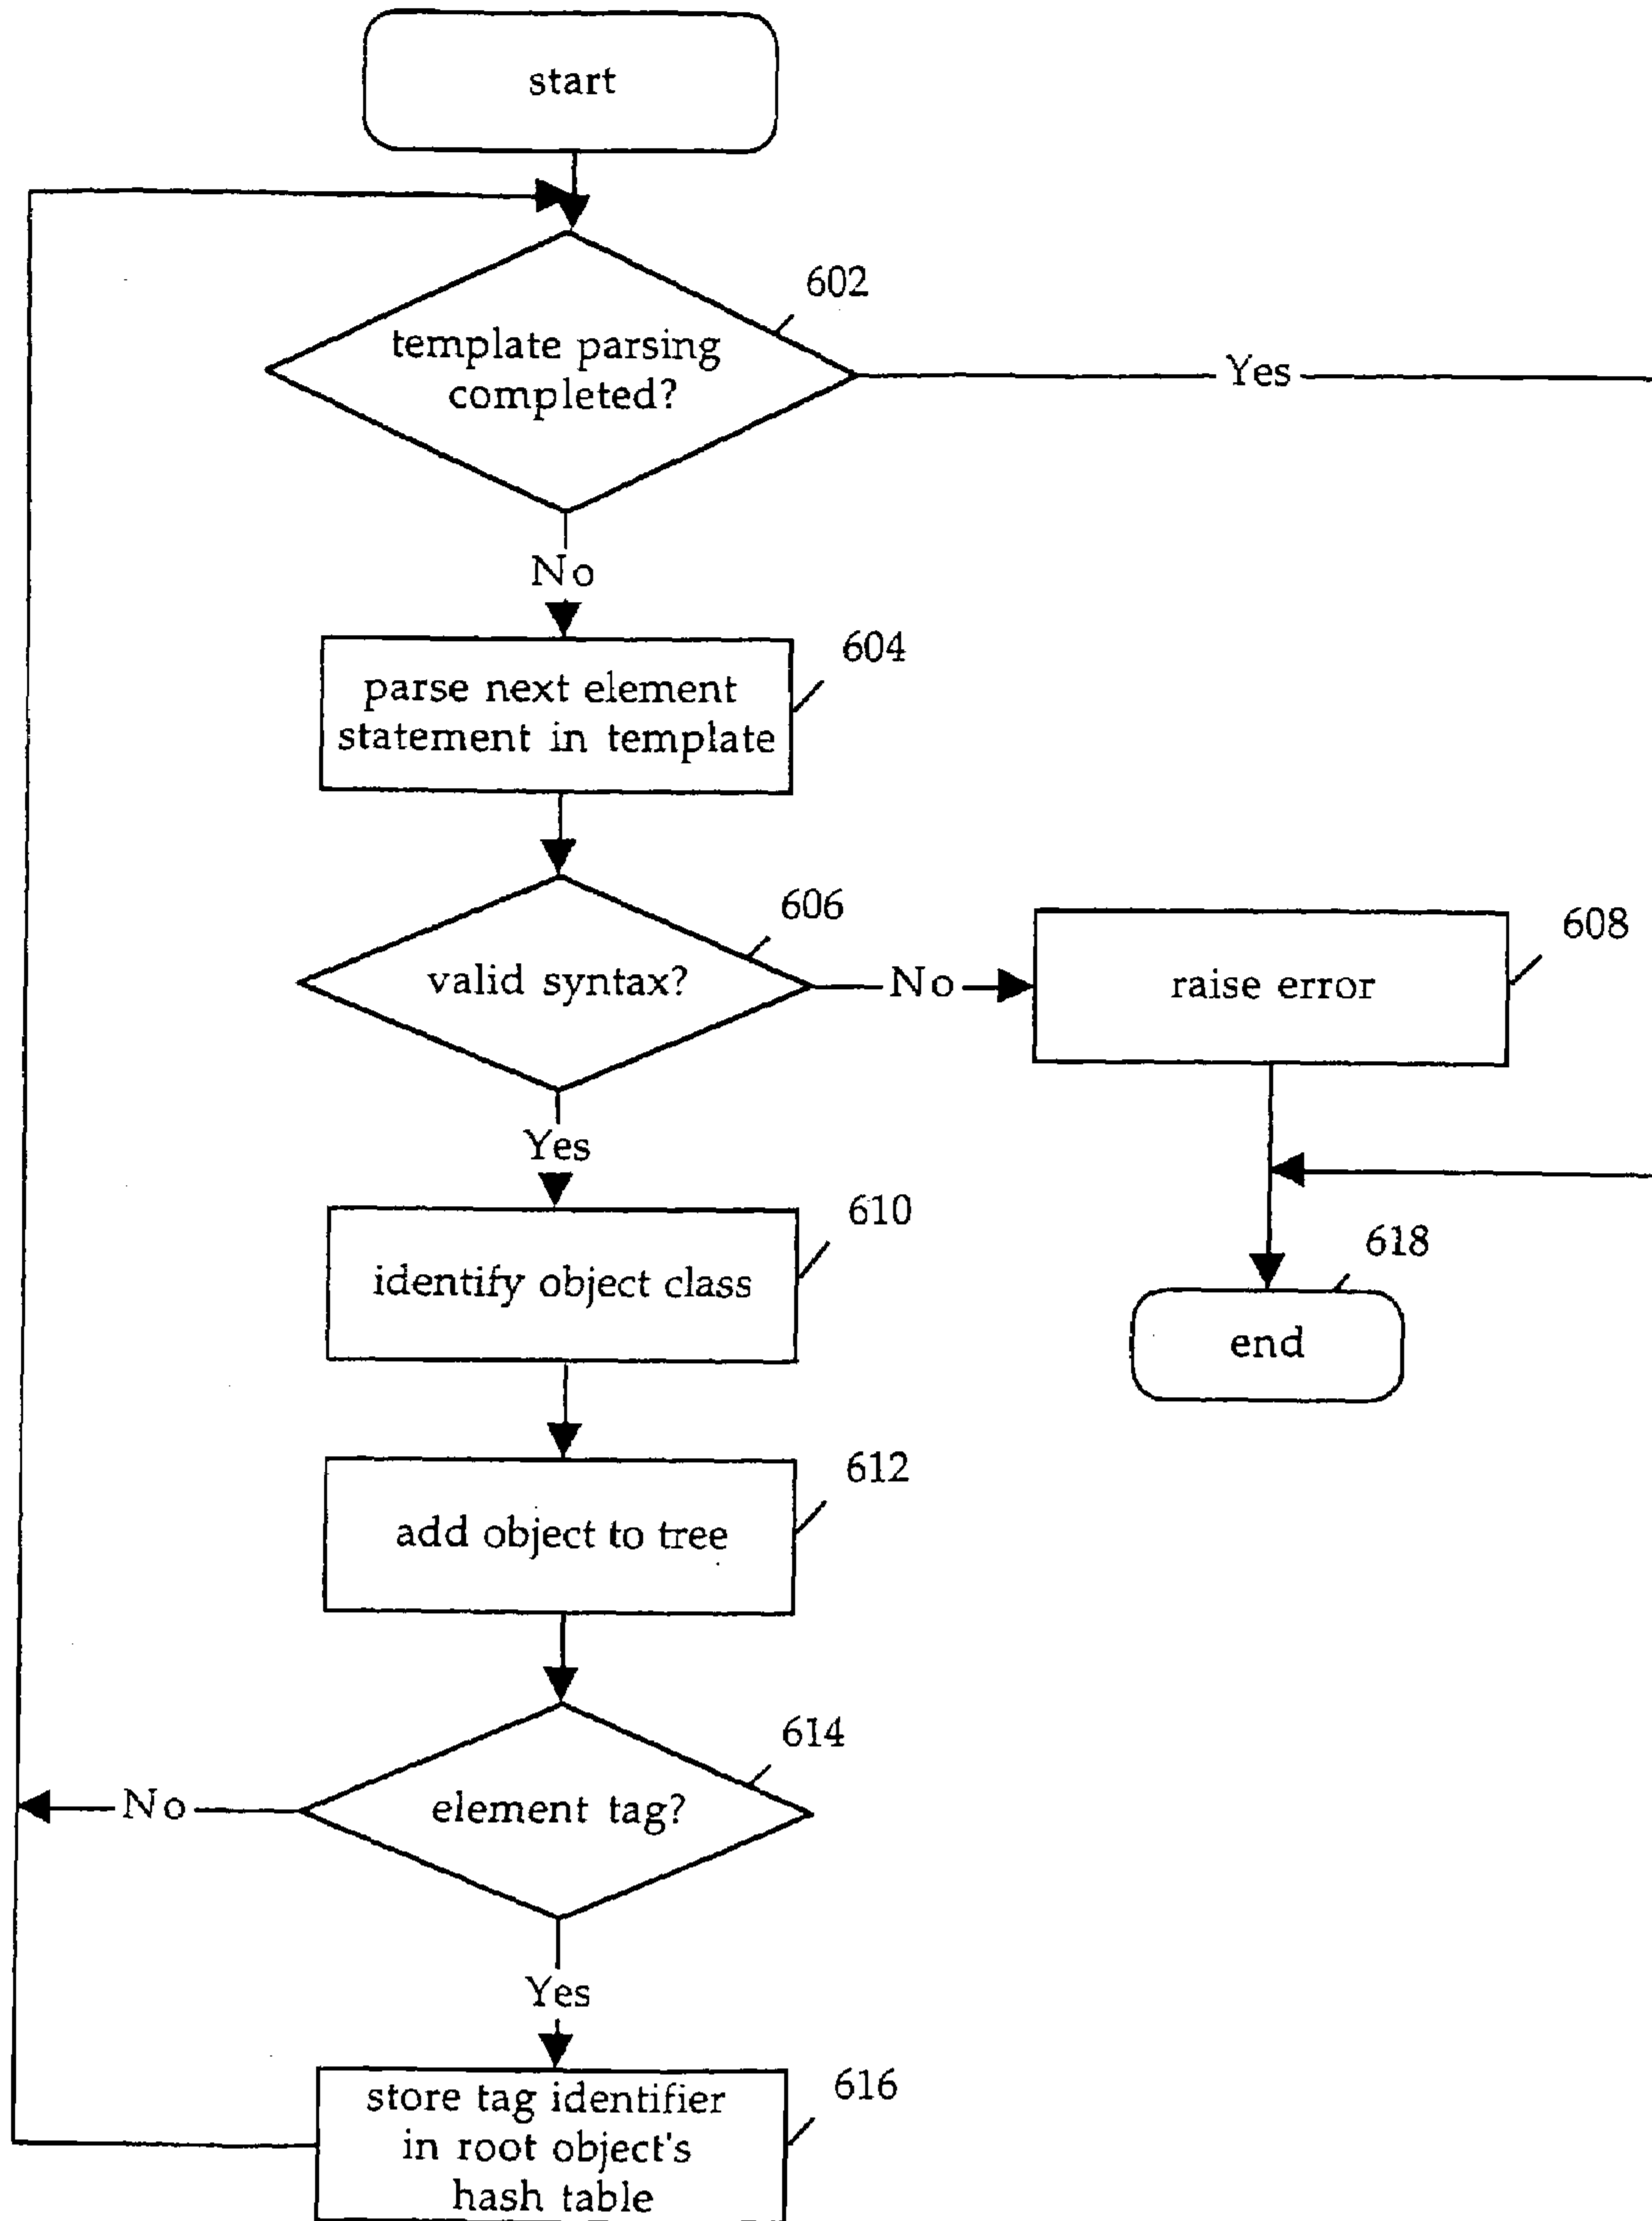 start
602
template parsing
completed?
Yes
No
604
parse next element
statement in template
606
valid syntax?
No
608
raise error
Yes
610
identify object class
618
end
612
add object to tree
614
element tag?
No
Yes
616
store tag identifier
in root object's
hash table